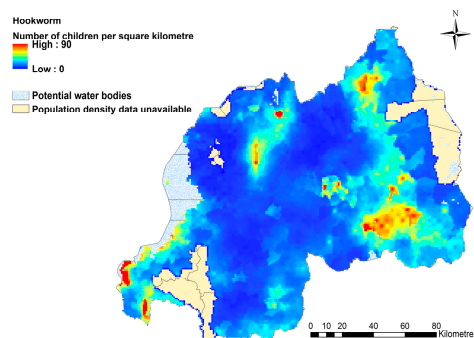 Hookworm
Number of children per square kilometre
High : 90
Low : 0
Potential water bodies
Population density data unavailable
N
0 10 20 40 60 80
Kilometre